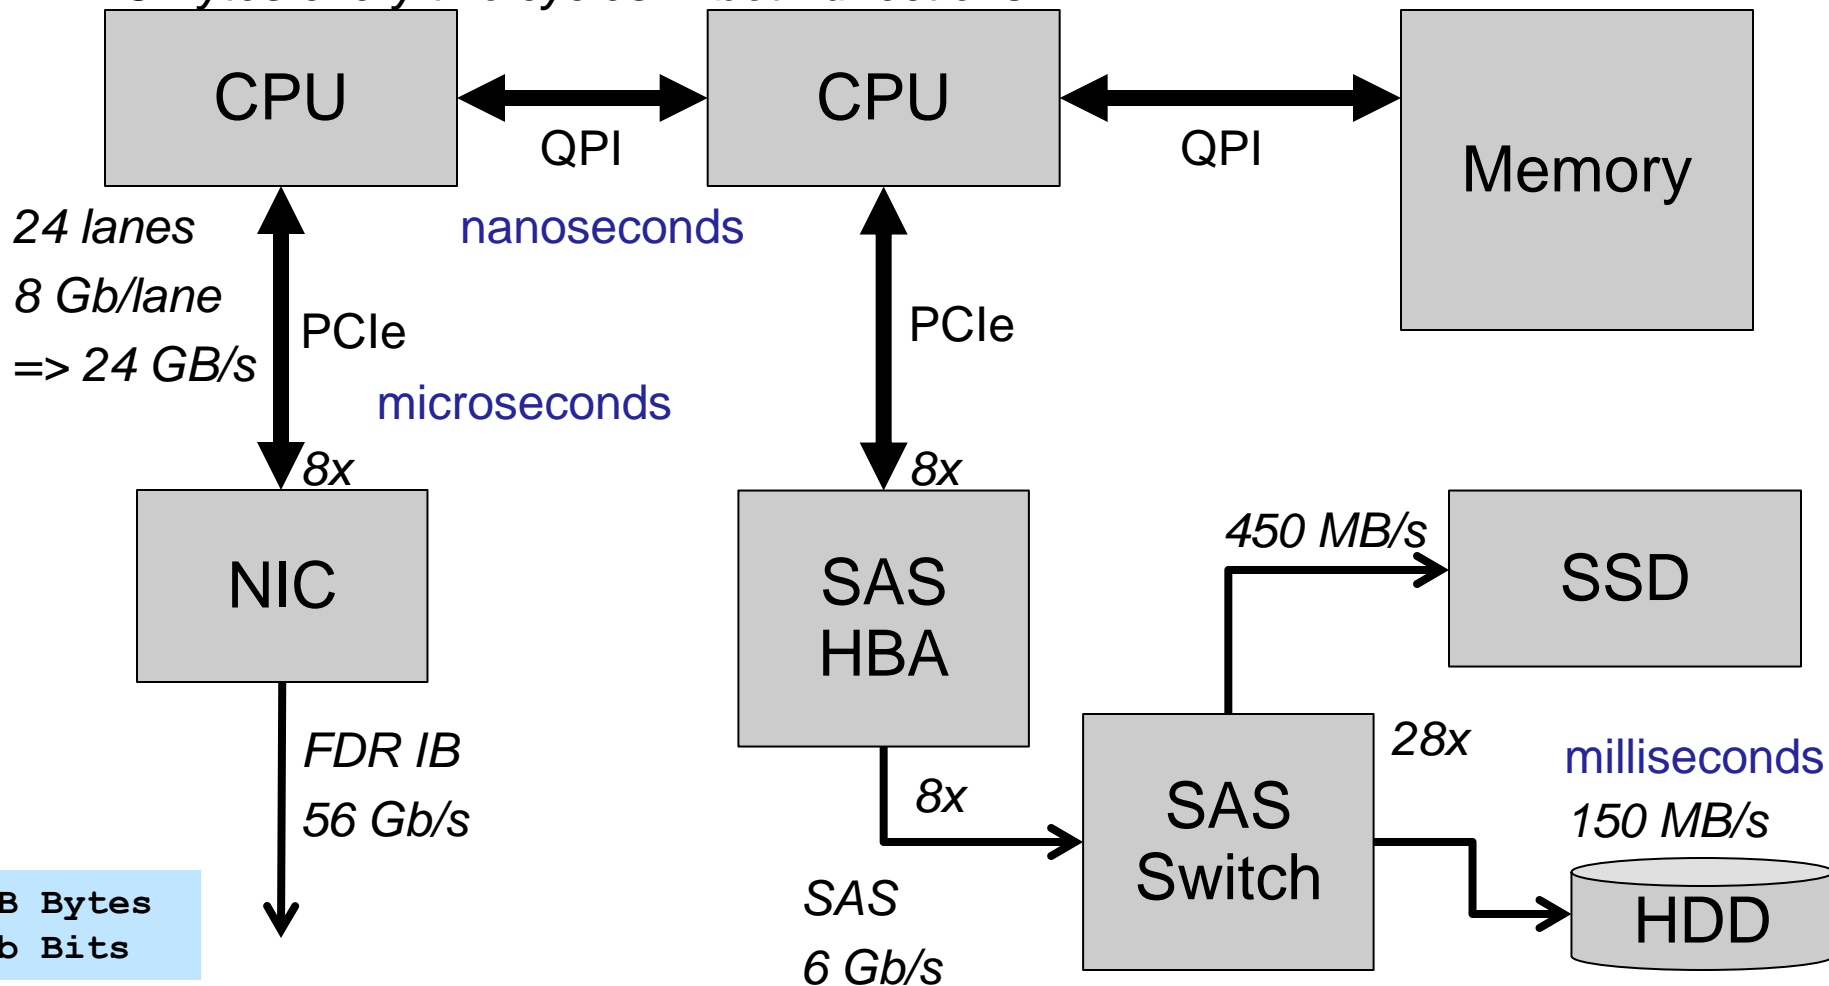 CPU
CPU
Memory
QPI
QPI
24 lanes
8 Gb/lane
=> 24 GB/s
nanoseconds
PCIe
PCIe
microseconds
8x
8x
NIC
SAS
HBA
450 MB/s
SSD
FDR IB
56 Gb/s
8x
SAS
6 Gb/s
SAS
Switch
28x
milliseconds
150 MB/s
HDD
B Bytes
b Bits